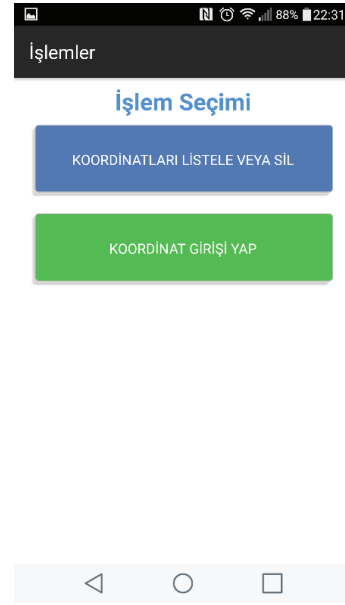 88% 22:31
İşlemler
İşlem Seçimi
KOORDİNATLARI LİSTELE VEYA SİL
KOORDİNAT GİRİŞİ YAP